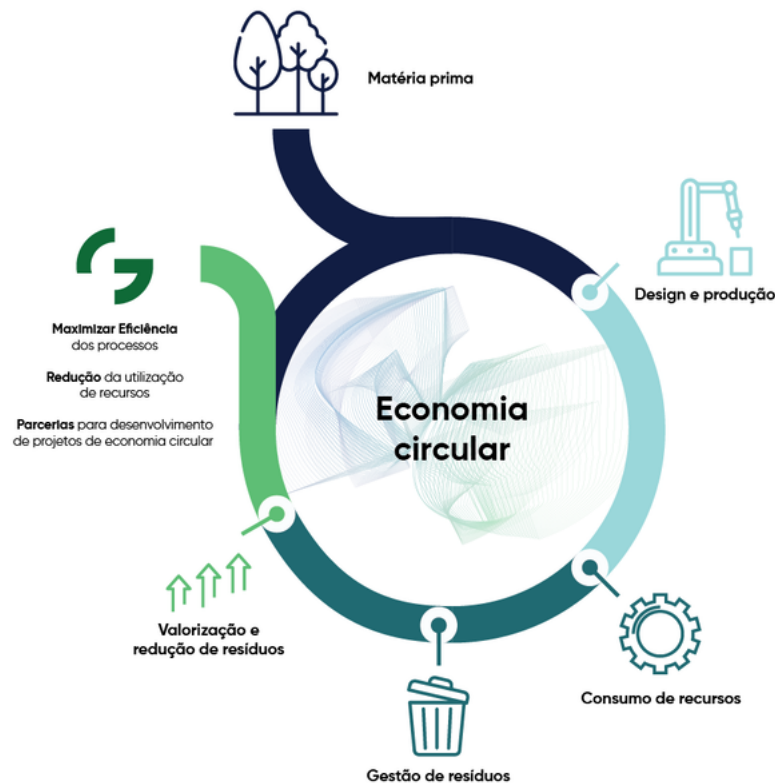 Matéria prima
Design e produção
Maximizar Eficiência
dos processos
Redução da utilização
de recursos
Parcerias para desenvolvimento
de projetos de economia circular
Economia
circular
Valorização e
redução de resíduos
Consumo de recursos
Gestão de resíduos